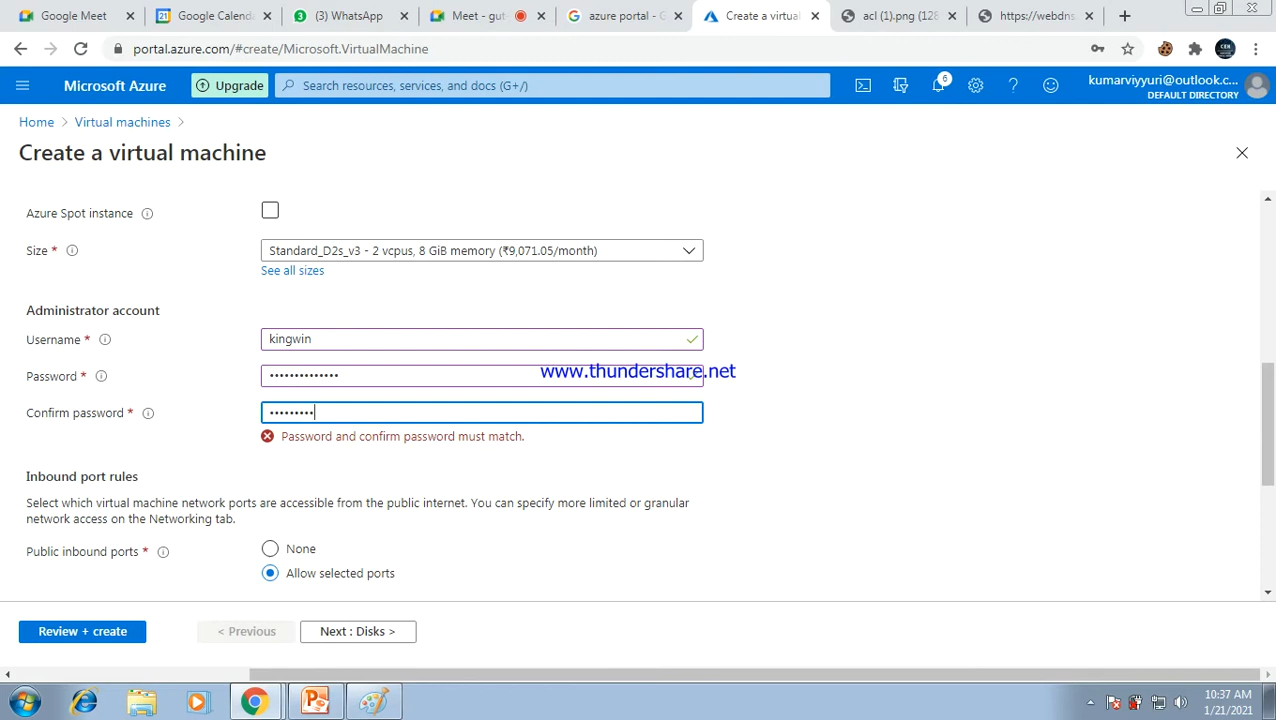 Google Meet
Google Calenda
(3) WhatsApp
Meet - gut
azure portal - G
Create a virtual
acl (1).png (128
https://webdns
portal.azure.com/#create/Microsoft.VirtualMachine
Microsoft Azure
Upgrade
Search resources, services, and docs (G+/)
6
kumarviyyuri@outlook.c...
DEFAULT DIRECTORY
Home > Virtual machines >
Create a virtual machine
Azure Spot instance
Size *
Standard_D2s_v3 - 2 vcpus, 8 GiB memory (₹9,071.05/month)
See all sizes
Administrator account
Username *
kingwin
Password *
www.thundershare.net
Confirm password *
Password and confirm password must match.
Inbound port rules
Select which virtual machine network ports are accessible from the public internet. You can specify more limited or granular
network access on the Networking tab.
Public inbound ports *
None
Allow selected ports
Review + create
< Previous
Next : Disks >
10:37 AM
1/21/2021